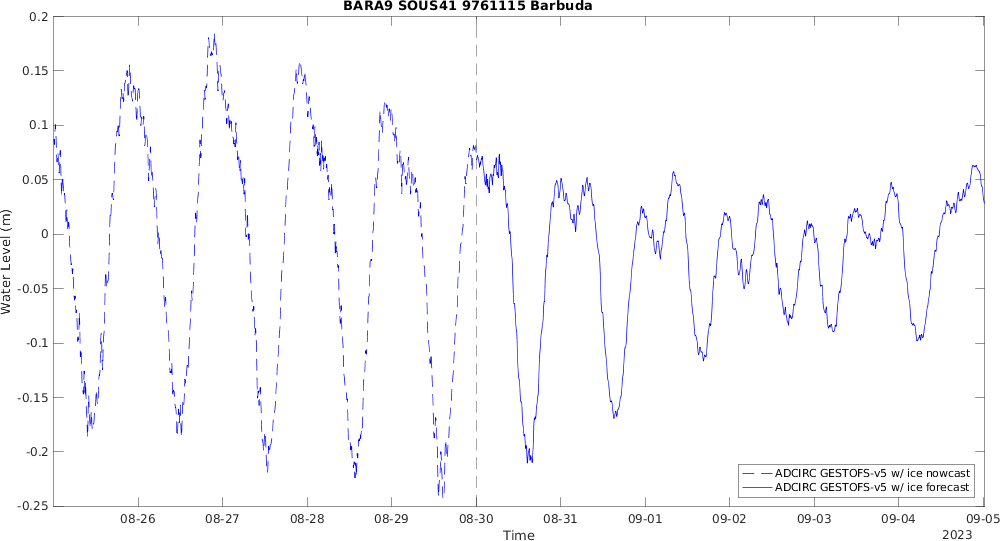 BARA9 SOUS41 9761115 Barbuda
0.2
0.15
0.1
0.05
0
-0.05
-0.1
-0.15
-0.2
-0.25
Water Level (m)
08-26 08-27 08-28 08-29 08-30 08-31 09-01 09-02 09-03 09-04 09-05
Time
2023
ADCIRC GESTOFS-v5 w/ ice nowcast
ADCIRC GESTOFS-v5 w/ ice forecast